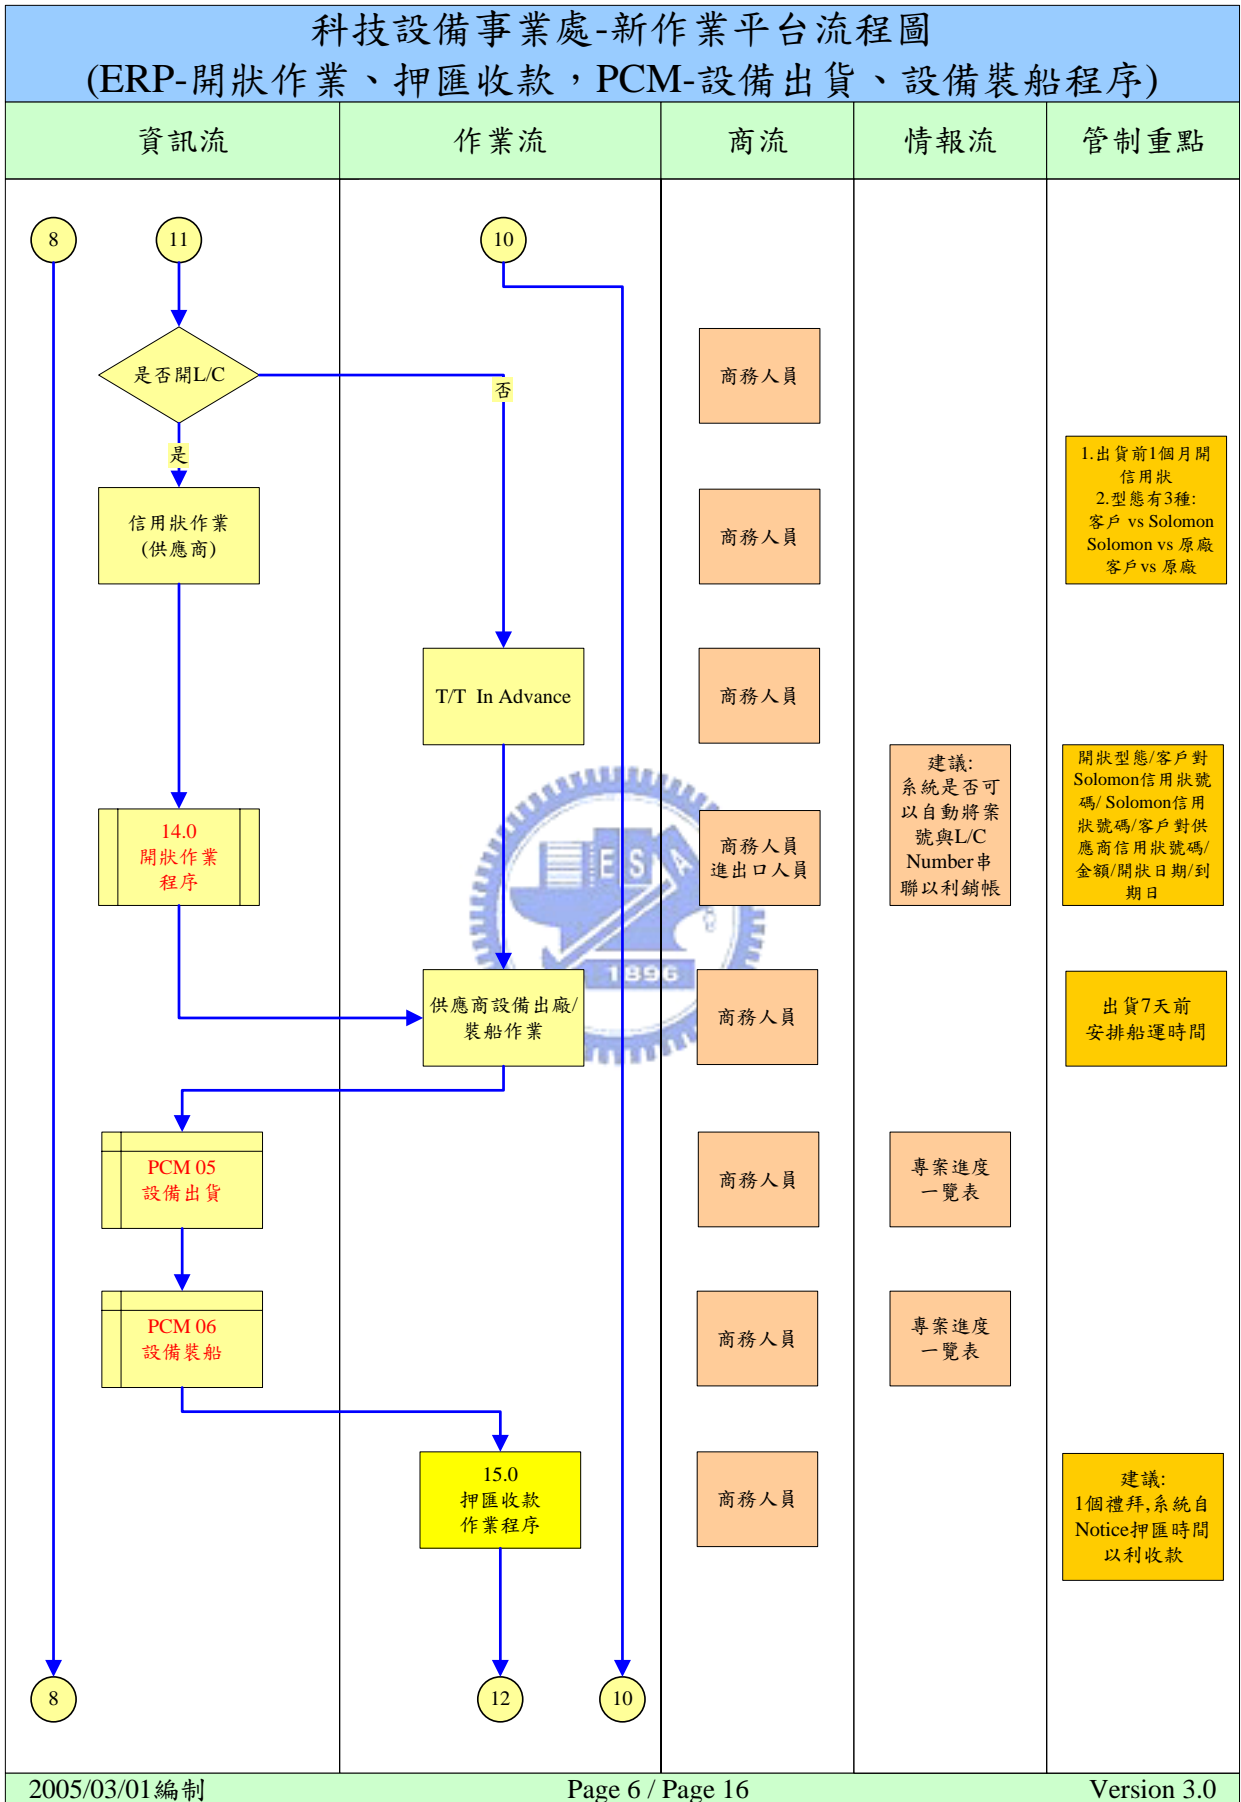 科技設備事業處-新作業平台流程圖
(ERP-開狀作業、押匯收款，PCM-設備出貨、設備裝船程序)
資訊流
作業流
商流
情報流
管制重點
8
11
10
是否開L/C
否
是
商務人員
信用狀作業
(供應商)
商務人員
1.出貨前1個月開
信用狀
2.型態有3種:
客戶 vs Solomon
Solomon vs 原廠
客戶vs 原廠
T/T In Advance
商務人員
14.0
開狀作業
程序
商務人員
進出口人員
建議:
系統是否可
以自動將案
號與L/C
Number串
聯以利銷帳
開狀型態/客戶對
Solomon信用狀號
碼/ Solomon信用
狀號碼/客戶對供
應商信用狀號碼/
金額/開狀日期/到
期日
ESA
1896
供應商設備出廠/
裝船作業
商務人員
出貨7天前
安排船運時間
PCM 05
設備出貨
商務人員
專案進度
一覽表
PCM 06
設備裝船
商務人員
專案進度
一覽表
15.0
押匯收款
作業程序
商務人員
建議:
1個禮拜,系統自
Notice押匯時間
以利收款
8
12
10
2005/03/01編制
Page 6 / Page 16
Version 3.0